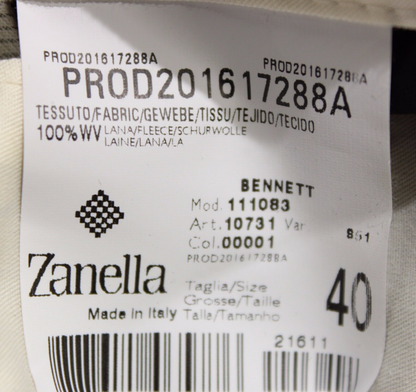 PROD201617288A
PROD201617288A
PROD201617288A
TESSUTO/FABRIC/GEWEBE/TISSU/TEJIDO/TECIDO
100%WV LANA/FLEECE/SCHURWOLLE
LAINE/LANA/LA
BENNETT
Mod. 111083
Art. 10731 Var
Col. 00001
PROD201617288A
Zanella
Made in Italy
Taglia/Size
Grosse/Taille
Talla/Tamanho
40
21611